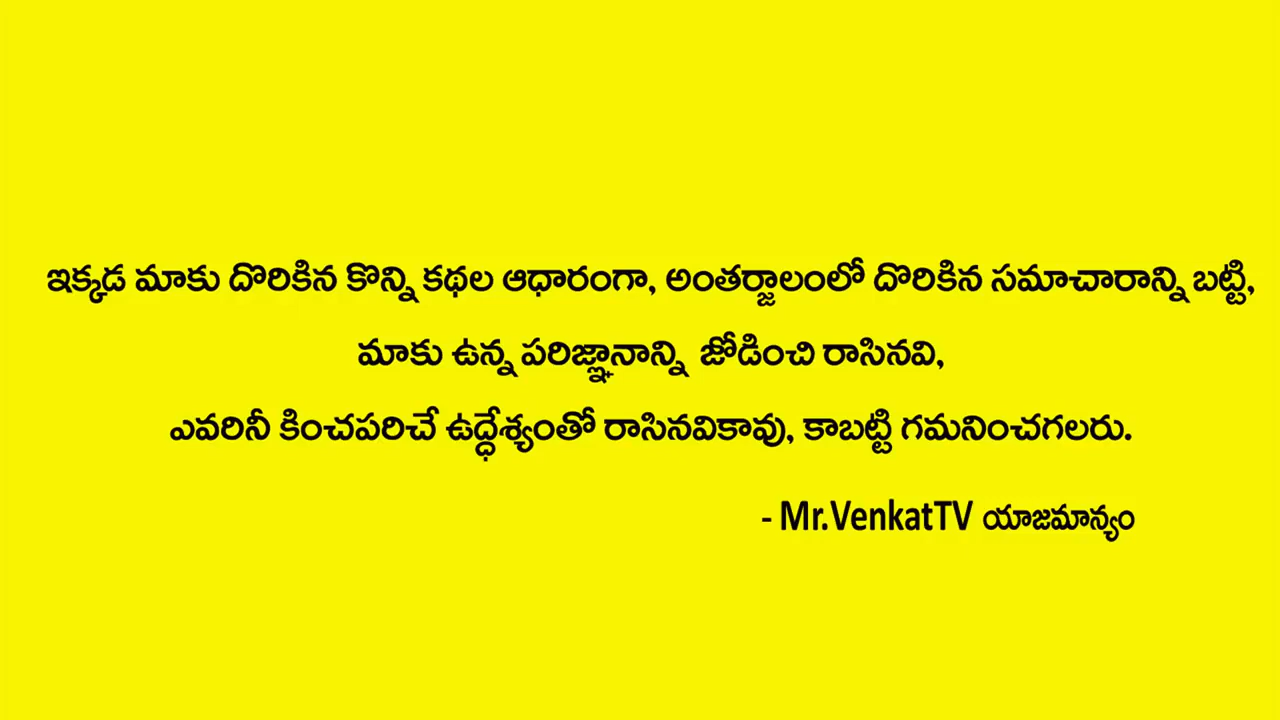 ఇక్కడ మాకు దొరికిన కొన్ని కథల ఆధారంగా, అంతర్జాలంలో దొరికిన సమాచారాన్ని బట్టి,
మాకు ఉన్న పరిజ్ఞానాన్ని జోడించి రాసినవి,
ఎవరినీ కించపరిచే ఉద్ధేశ్యంతో రాసినవికావు, కాబట్టి గమనించగలరు.
- Mr.VenkatTV యాజమాన్యం